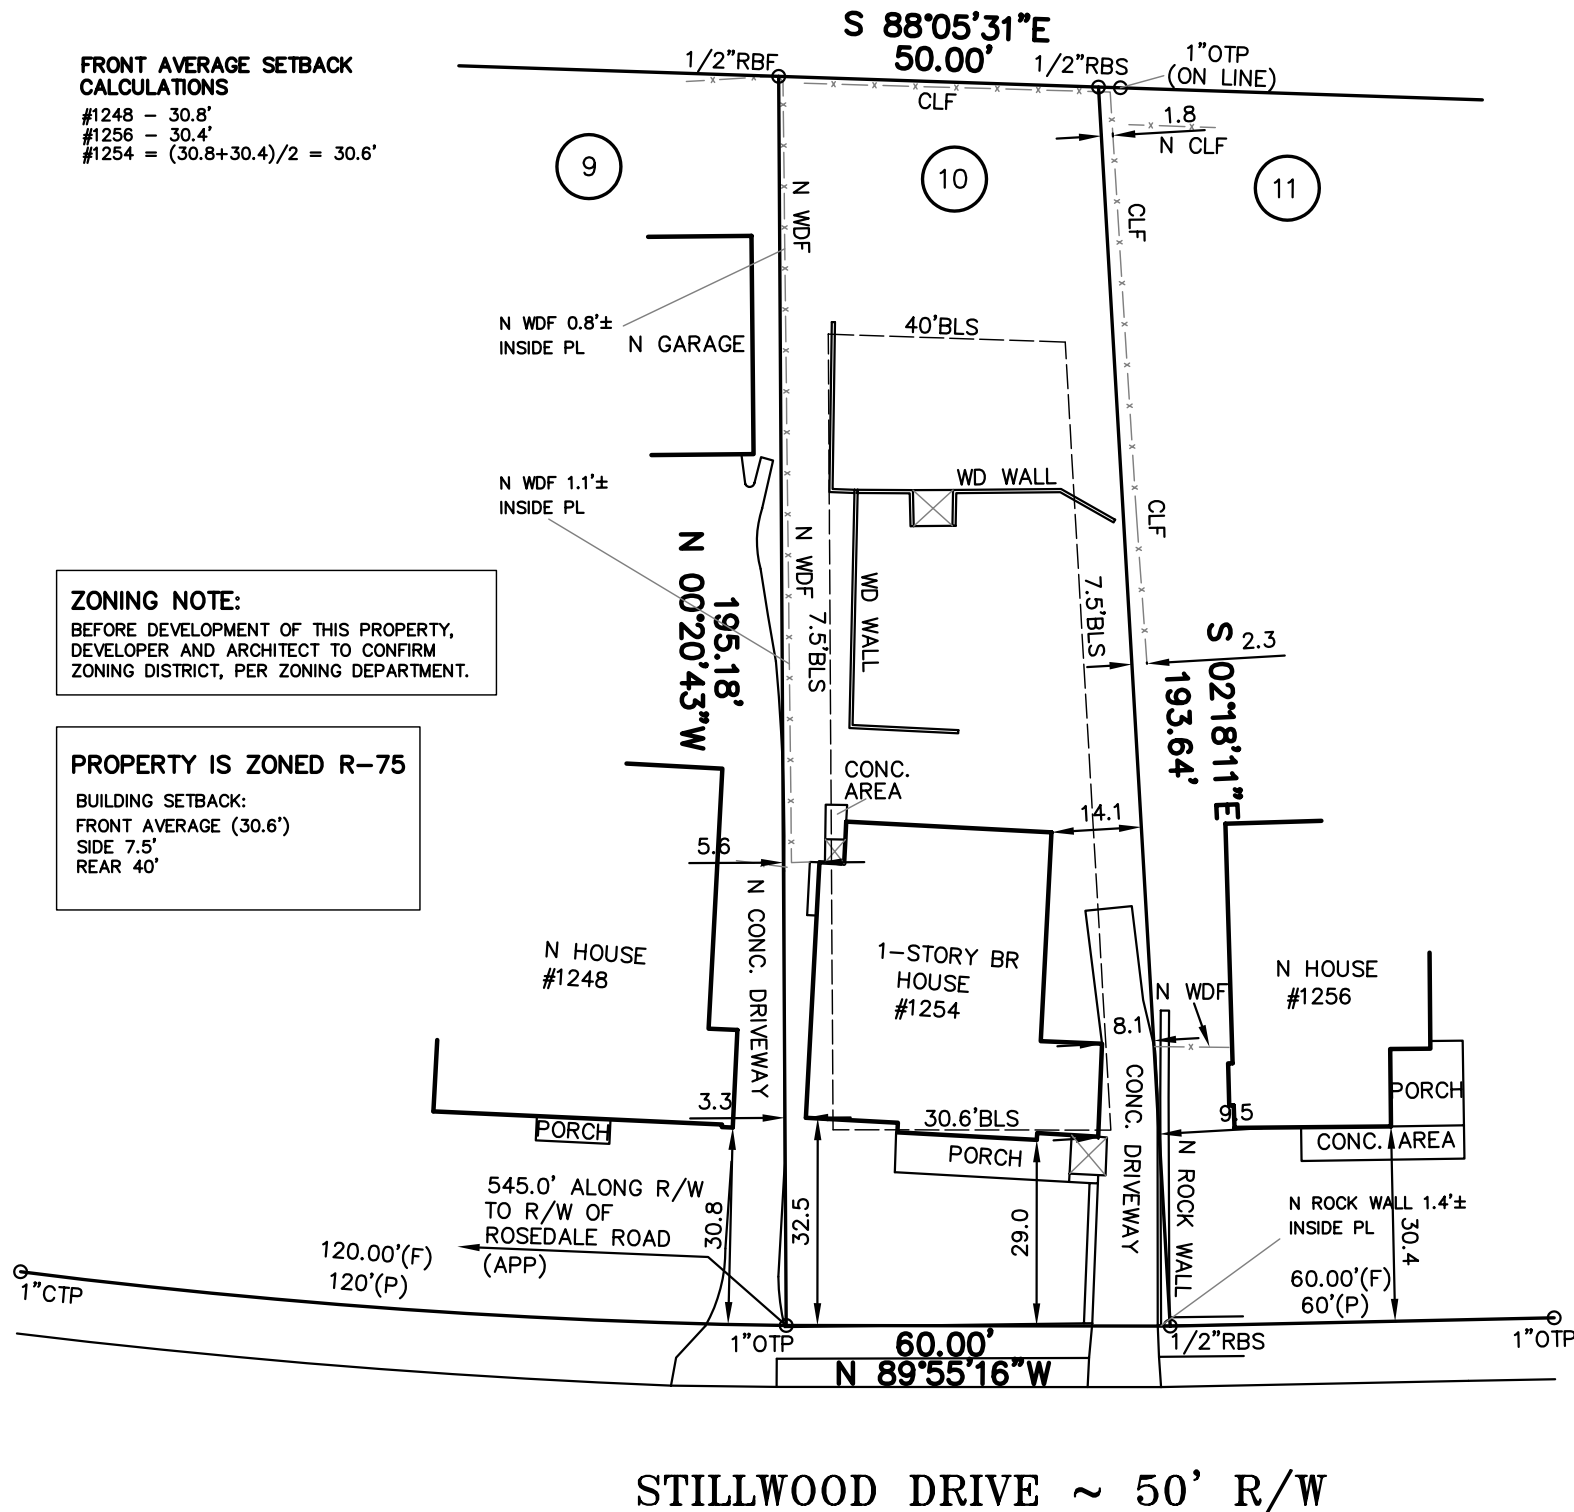 S 88°05'31"E
50.00'
FRONT AVERAGE SETBACK
CALCULATIONS
#1248 – 30.8'
#1256 – 30.4'
#1254 = (30.8+30.4)/2 = 30.6'
1/2"RBF
1/2"RBS
1"OTP
(ON LINE)
CLF
1.8
N CLF
9
10
11
N WDF
CLF
N WDF 0.8'±
INSIDE PL
N GARAGE
40'BLS
N WDF 1.1'±
INSIDE PL
WD WALL
CLF
N WDF
7.5'BLS
WD WALL
7.5'BLS
195.18'
N 00°20'43"W
S 02°18'11"E
193.64'
2.3
ZONING NOTE:
BEFORE DEVELOPMENT OF THIS PROPERTY,
DEVELOPER AND ARCHITECT TO CONFIRM
ZONING DISTRICT, PER ZONING DEPARTMENT.
PROPERTY IS ZONED R–75
BUILDING SETBACK:
FRONT AVERAGE (30.6')
SIDE 7.5'
REAR 40'
CONC.
AREA
14.1
5.6
N CONC. DRIVEWAY
N HOUSE
#1248
1–STORY BR
HOUSE
#1254
N WDF
N HOUSE
#1256
8.1
CONC. DRIVEWAY
3.3
30.6'BLS
9.5
PORCH
PORCH
PORCH
CONC. AREA
N ROCK WALL
545.0' ALONG R/W
TO R/W OF
ROSEDALE ROAD
(APP)
30.8
32.5
29.0
N ROCK WALL 1.4'±
INSIDE PL
30.4
120.00'(F)
120'(P)
60.00'(F)
60'(P)
1"CTP
1"OTP
60.00'
N 89°55'16"W
1/2"RBS
1"OTP
STILLWOOD DRIVE ~ 50' R/W